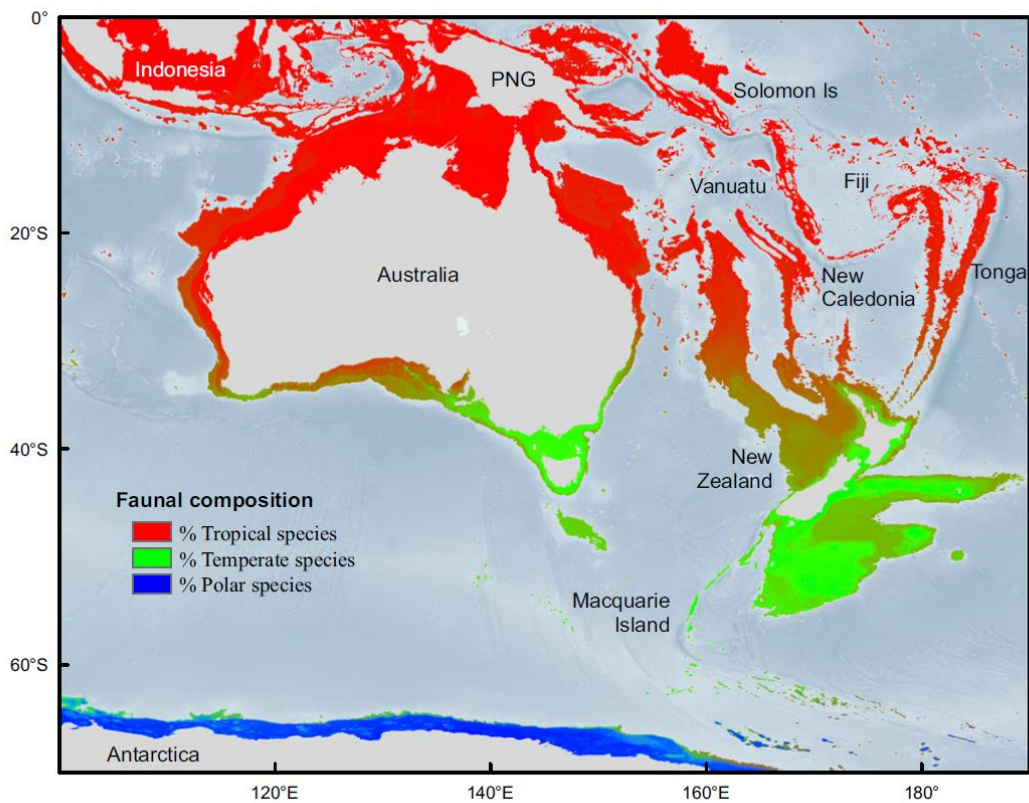 0°
Indonesia
PNG
Solomon Is
Vanuatu
Fiji
20°S
Australia
New
Caledonia
Tonga
40°S
New
Zealand
Faunal composition
% Tropical species
% Temperate species
% Polar species
Macquarie
Island
60°S
Antarctica
120°E
140°E
160°E
180°